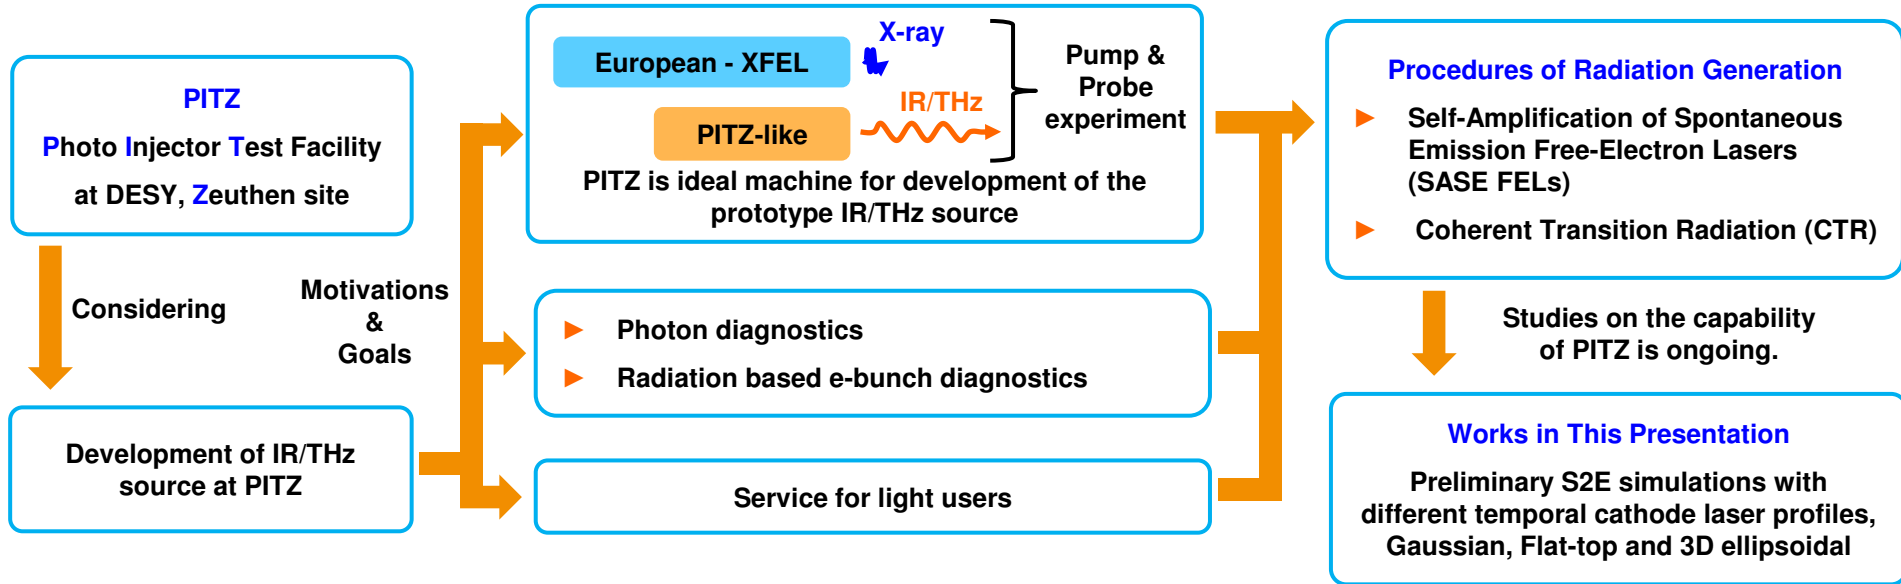 PITZ
Photo Injector Test Facility
at DESY, Zeuthen site
Considering
Development of IR/THz
source at PITZ
Motivations
&
Goals
European - XFEL
X-ray
PITZ-like
IR/THz
Pump &
Probe
experiment
PITZ is ideal machine for development of the
prototype IR/THz source
► Photon diagnostics
► Radiation based e-bunch diagnostics
Service for light users
Procedures of Radiation Generation
► Self-Amplification of Spontaneous
Emission Free-Electron Lasers
(SASE FELs)
► Coherent Transition Radiation (CTR)
Studies on the capability
of PITZ is ongoing.
Works in This Presentation
Preliminary S2E simulations with
different temporal cathode laser profiles,
Gaussian, Flat-top and 3D ellipsoidal